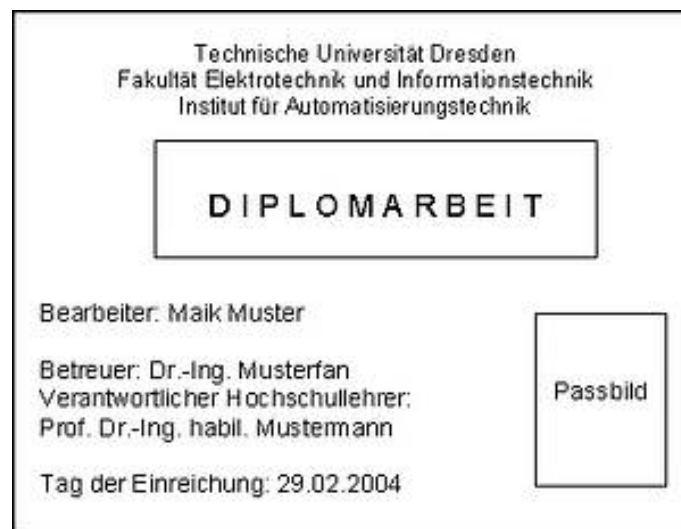 Technische Universität Dresden
Fakultät Elektrotechnik und Informationstechnik
Institut für Automatisierungstechnik
DIPLOMARBEIT
Bearbeiter: Maik Muster
Betreuer: Dr.-Ing. Musterfan
Verantwortlicher Hochschullehrer:
Prof. Dr.-Ing. habil. Mustermann
Passbild
Tag der Einreichung: 29.02.2004